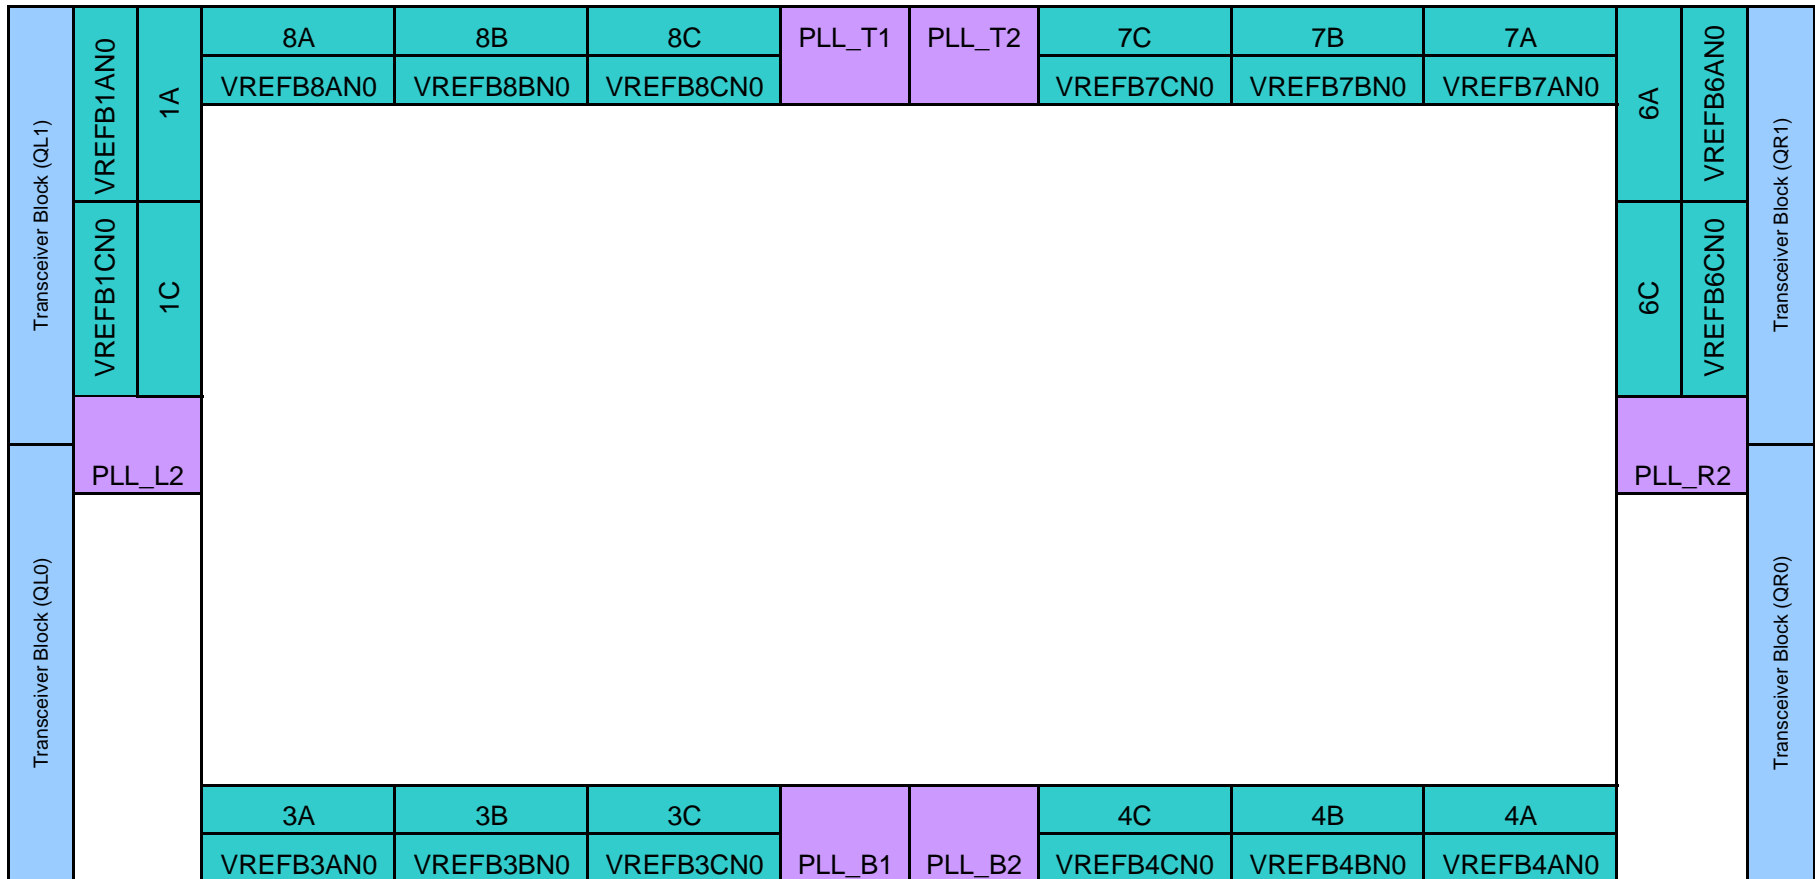 8A
8B
8C
PLL_T1
PLL_T2
7C
7B
7A
VREFB8AN0
VREFB8BN0
VREFB8CN0
VREFB7CN0
VREFB7BN0
VREFB7AN0
Transceiver Block (QL1)
VREFB1AN0
1A
6A
VREFB6AN0
Transceiver Block (QR1)
VREFB1CN0
1C
6C
VREFB6CN0
PLL_L2
PLL_R2
Transceiver Block (QL0)
Transceiver Block (QR0)
3A
3B
3C
4C
4B
4A
VREFB3AN0
VREFB3BN0
VREFB3CN0
PLL_B1
PLL_B2
VREFB4CN0
VREFB4BN0
VREFB4AN0